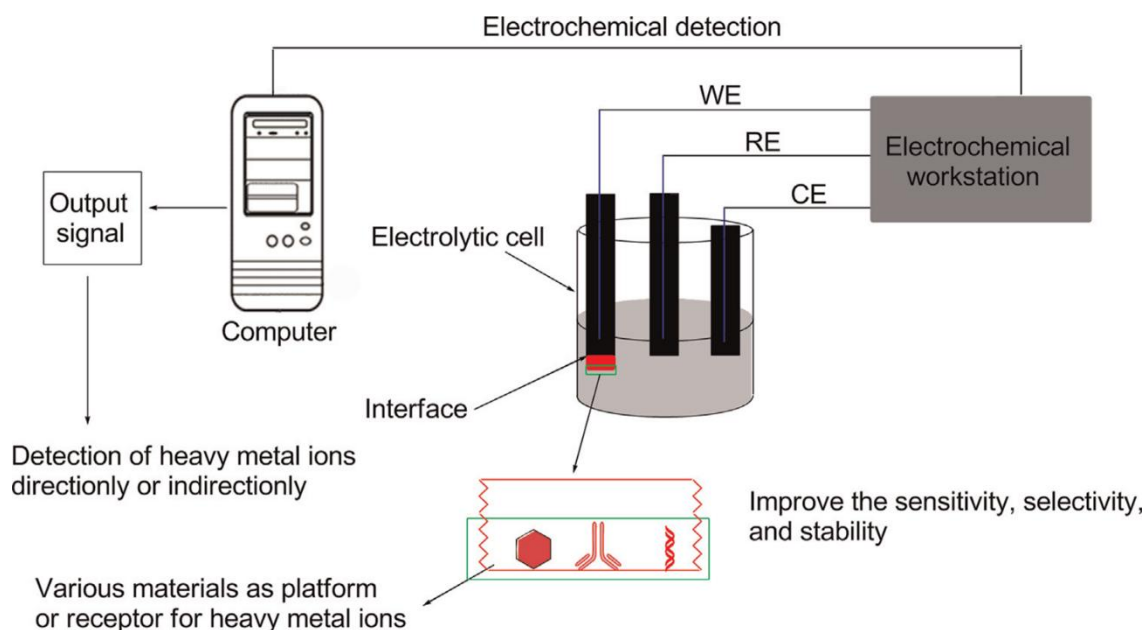 Electrochemical detection
WE
RE
CE
Electrochemical
workstation
Output
signal
Electrolytic cell
Computer
Interface
Detection of heavy metal ions
directionly or indirectionly
Improve the sensitivity, selectivity,
and stability
Various materials as platform
or receptor for heavy metal ions